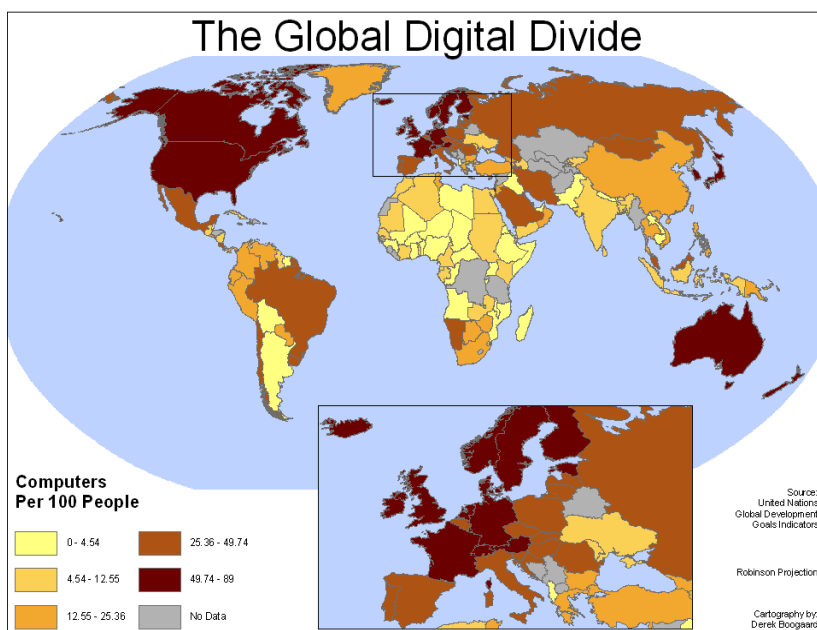 The Global Digital Divide
Computers
Per 100 People
0 - 4.54
4.54 - 12.55
12.55 - 25.36
25.36 - 49.74
49.74 - 89
No Data
Source:
United Nations
Global Development
Goals Indicators
Robinson Projection
Cartography by:
Derek Boogaard